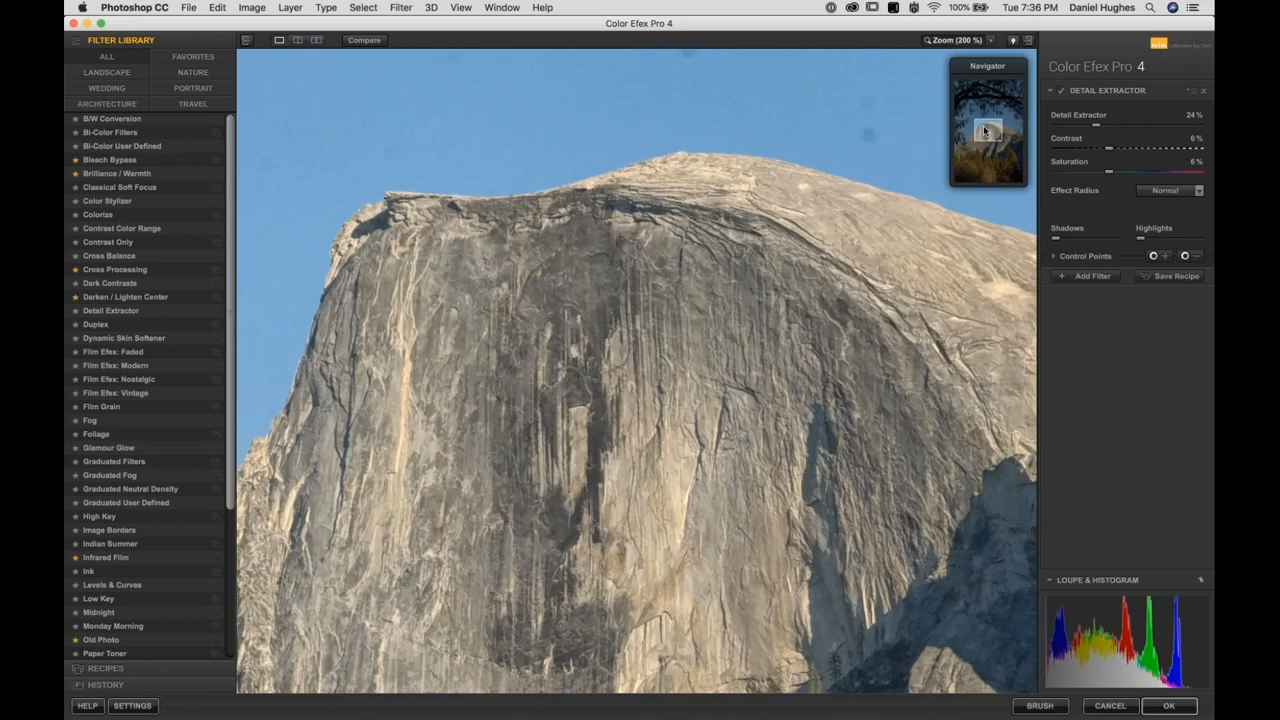 Photoshop CC File Edit Image Layer Type Select Filter 3D View Window Help 100% Tue 7:36 PM Daniel Hughes
Color Efex Pro 4
FILTER LIBRARY
Compare
Zoom (200 %)
ALL FAVORITES
LANDSCAPE NATURE
WEDDING PORTRAIT
ARCHITECTURE TRAVEL
B/W Conversion
Bi-Color Filters
Bi-Color User Defined
Bleach Bypass
Brilliance / Warmth
Classical Soft Focus
Color Stylizer
Colorize
Contrast Color Range
Contrast Only
Cross Balance
Cross Processing
Dark Contrasts
Darken / Lighten Center
Detail Extractor
Duplex
Dynamic Skin Softener
Film Efex: Faded
Film Efex: Modern
Film Efex: Nostalgic
Film Efex: Vintage
Film Grain
Fog
Foliage
Glamour Glow
Graduated Filters
Graduated Fog
Graduated Neutral Density
Graduated User Defined
High Key
Image Borders
Indian Summer
Infrared Film
Ink
Levels & Curves
Low Key
Midnight
Monday Morning
Old Photo
Paper Toner
RECIPES
HISTORY
HELP SETTINGS
Navigator
Color Efex Pro 4
DETAIL EXTRACTOR
Detail Extractor 24 %
Contrast 6 %
Saturation 6 %
Effect Radius Normal
Shadows Highlights
Control Points
Add Filter Save Recipe
LOUPE & HISTOGRAM
BRUSH CANCEL OK